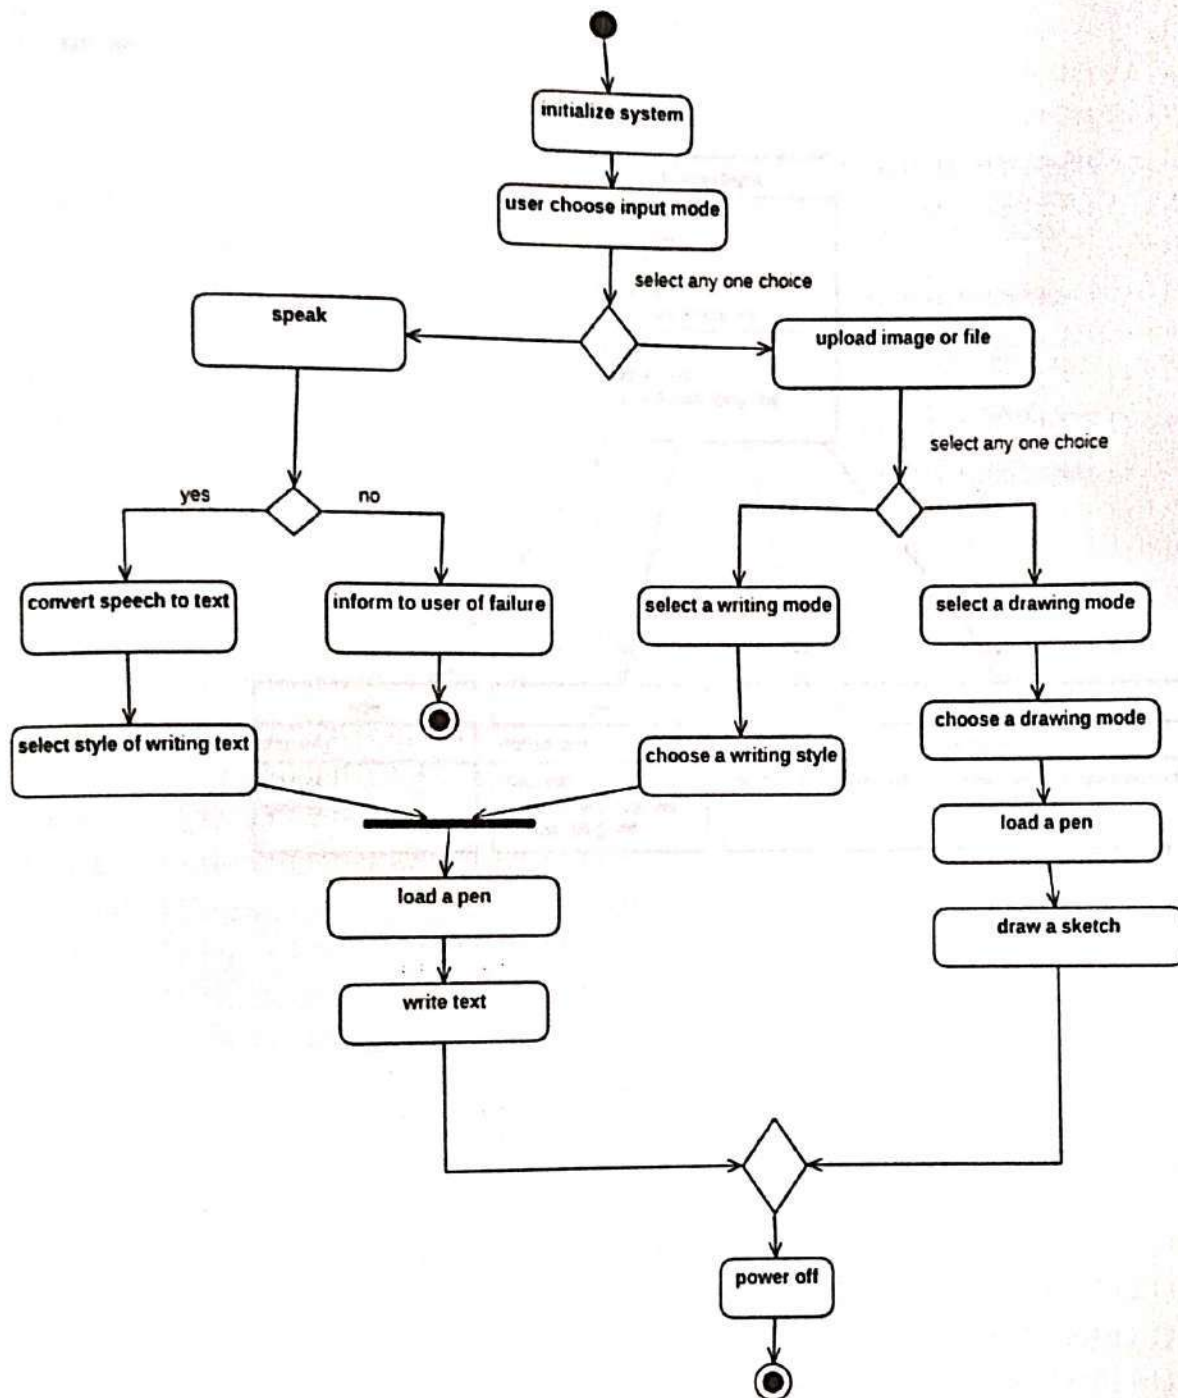 initialize system
user choose input mode
select any one choice
speak
upload image or file
select any one choice
yes
no
convert speech to text
inform to user of failure
select a writing mode
select a drawing mode
select style of writing text
choose a writing style
choose a drawing mode
load a pen
load a pen
draw a sketch
write text
power off